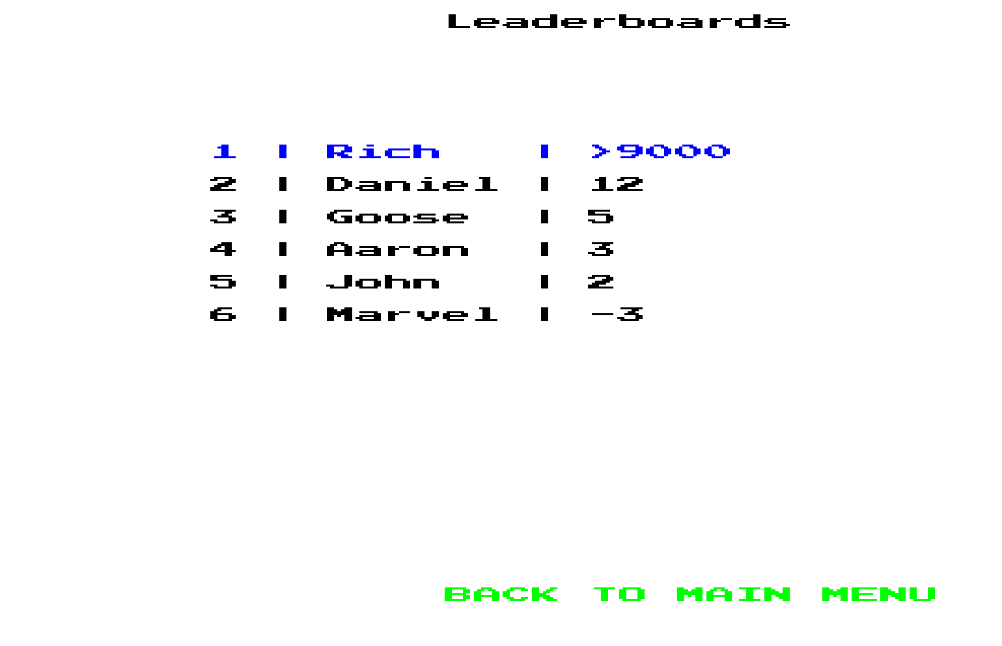 Leaderboards
1 | Rich | >9000
2 | Daniel | 12
3 | Goose | 5
4 | Aaron | 3
5 | John | 2
6 | Marvel | -3
BACK TO MAIN MENU